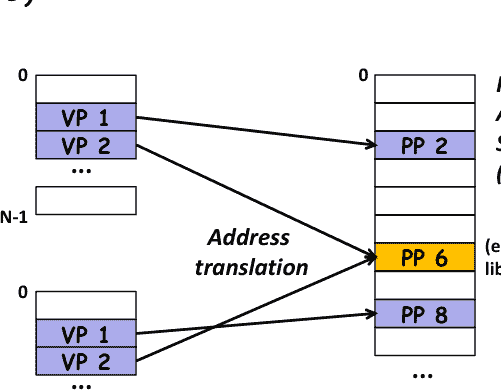 0
VP 1
VP 2
...
N-1
0
VP 1
VP 2
...
Address
translation
0
PP 2
PP 6
PP 8
...
(e
lib